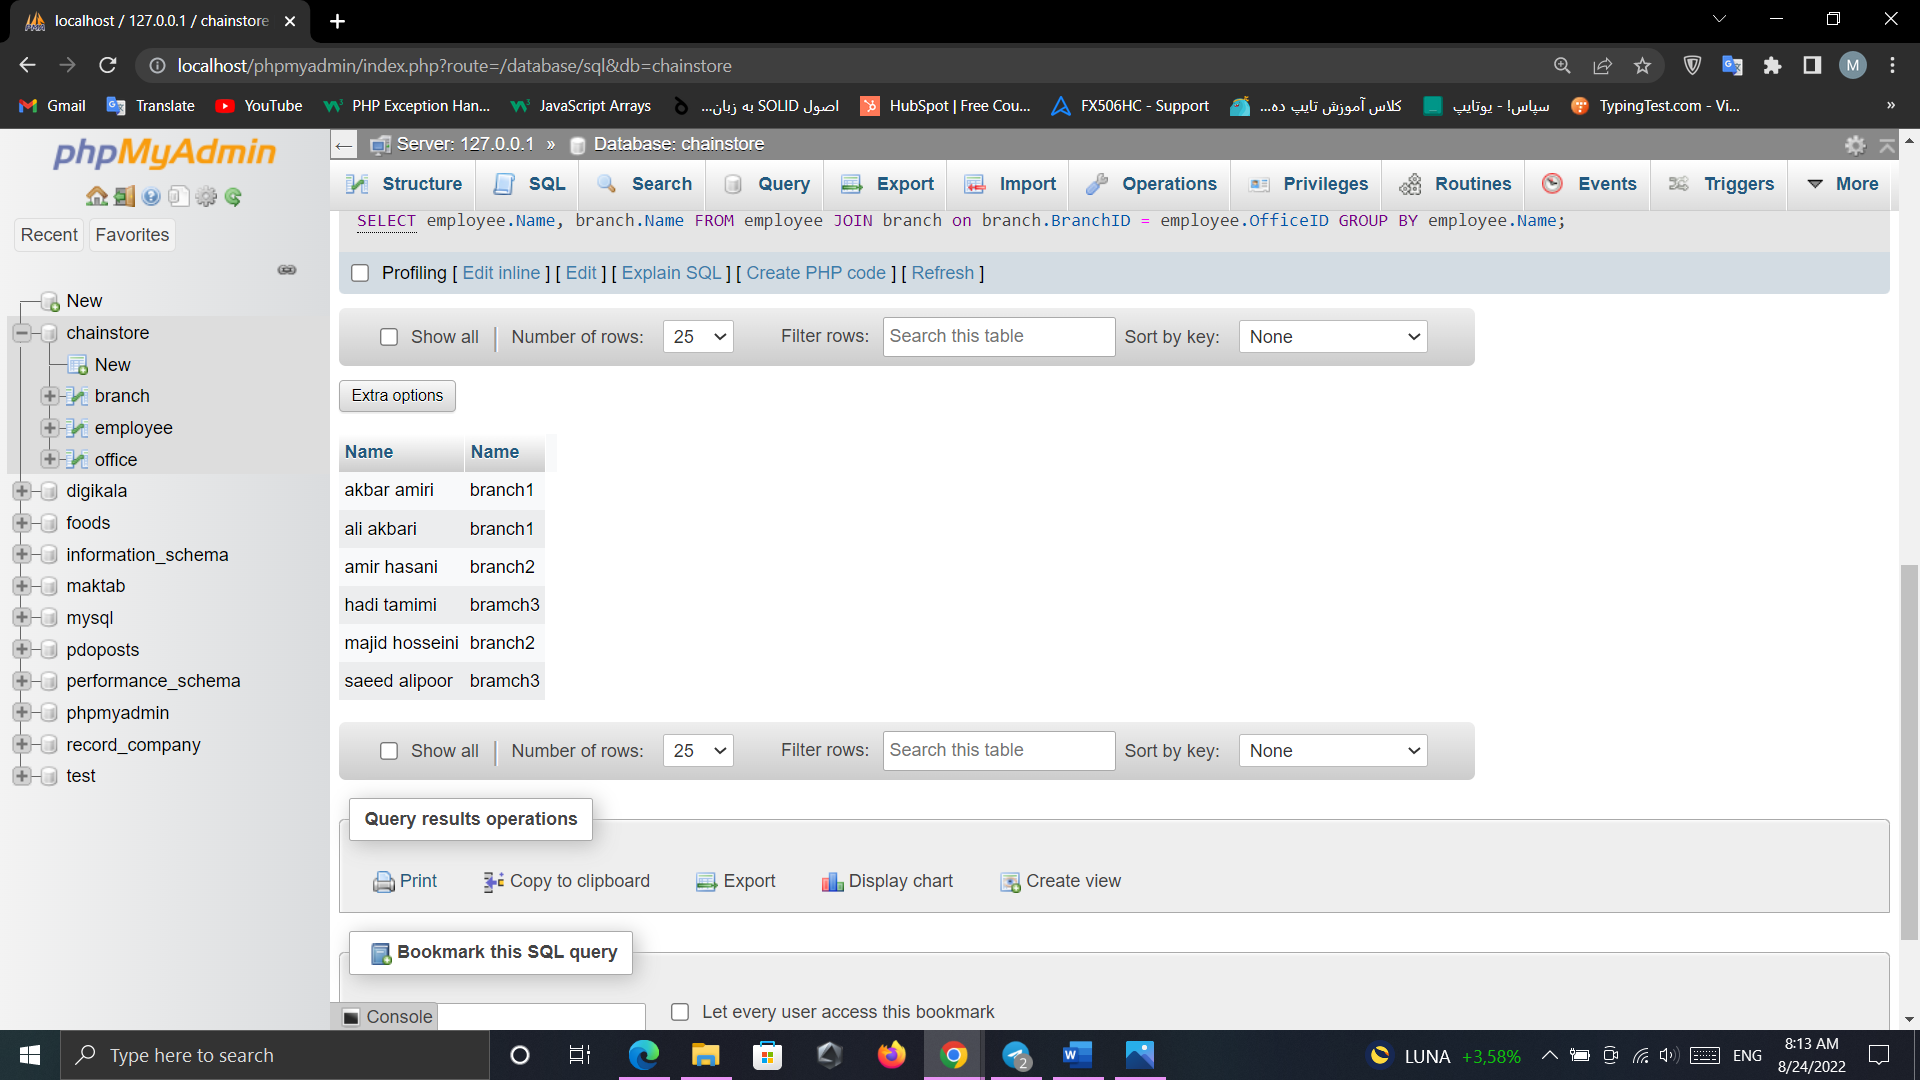 localhost / 127.0.0.1 / chainstore
localhost/phpmyadmin/index.php?route=/database/sql&db=chainstore
M
Gmail Translate YouTube PHP Exception Han... JavaScript Arrays اصول SOLID به زبان... HubSpot | Free Cou... FX506HC - Support کلاس آموزش تایپ ده... سپاس! - یوتایپ TypingTest.com - Vi... »
phpMyAdmin
Recent Favorites
New
chainstore
New
branch
employee
office
digikala
foods
information_schema
maktab
mysql
pdoposts
performance_schema
phpmyadmin
record_company
test
Server: 127.0.0.1 » Database: chainstore
Structure SQL Search Query Export Import Operations Privileges Routines Events Triggers More
SELECT employee.Name, branch.Name FROM employee JOIN branch on branch.BranchID = employee.OfficeID GROUP BY employee.Name;
Profiling [ Edit inline ] [ Edit ] [ Explain SQL ] [ Create PHP code ] [ Refresh ]
Show all | Number of rows: 25 Filter rows: Search this table Sort by key: None
Extra options
Name Name
akbar amiri branch1
ali akbari branch1
amir hasani branch2
hadi tamimi bramch3
majid hosseini branch2
saeed alipoor bramch3
Show all | Number of rows: 25 Filter rows: Search this table Sort by key: None
Query results operations
Print Copy to clipboard Export Display chart Create view
Bookmark this SQL query
Console
Let every user access this bookmark
Type here to search
2
LUNA +3,58%
ENG
8:13 AM
8/24/2022